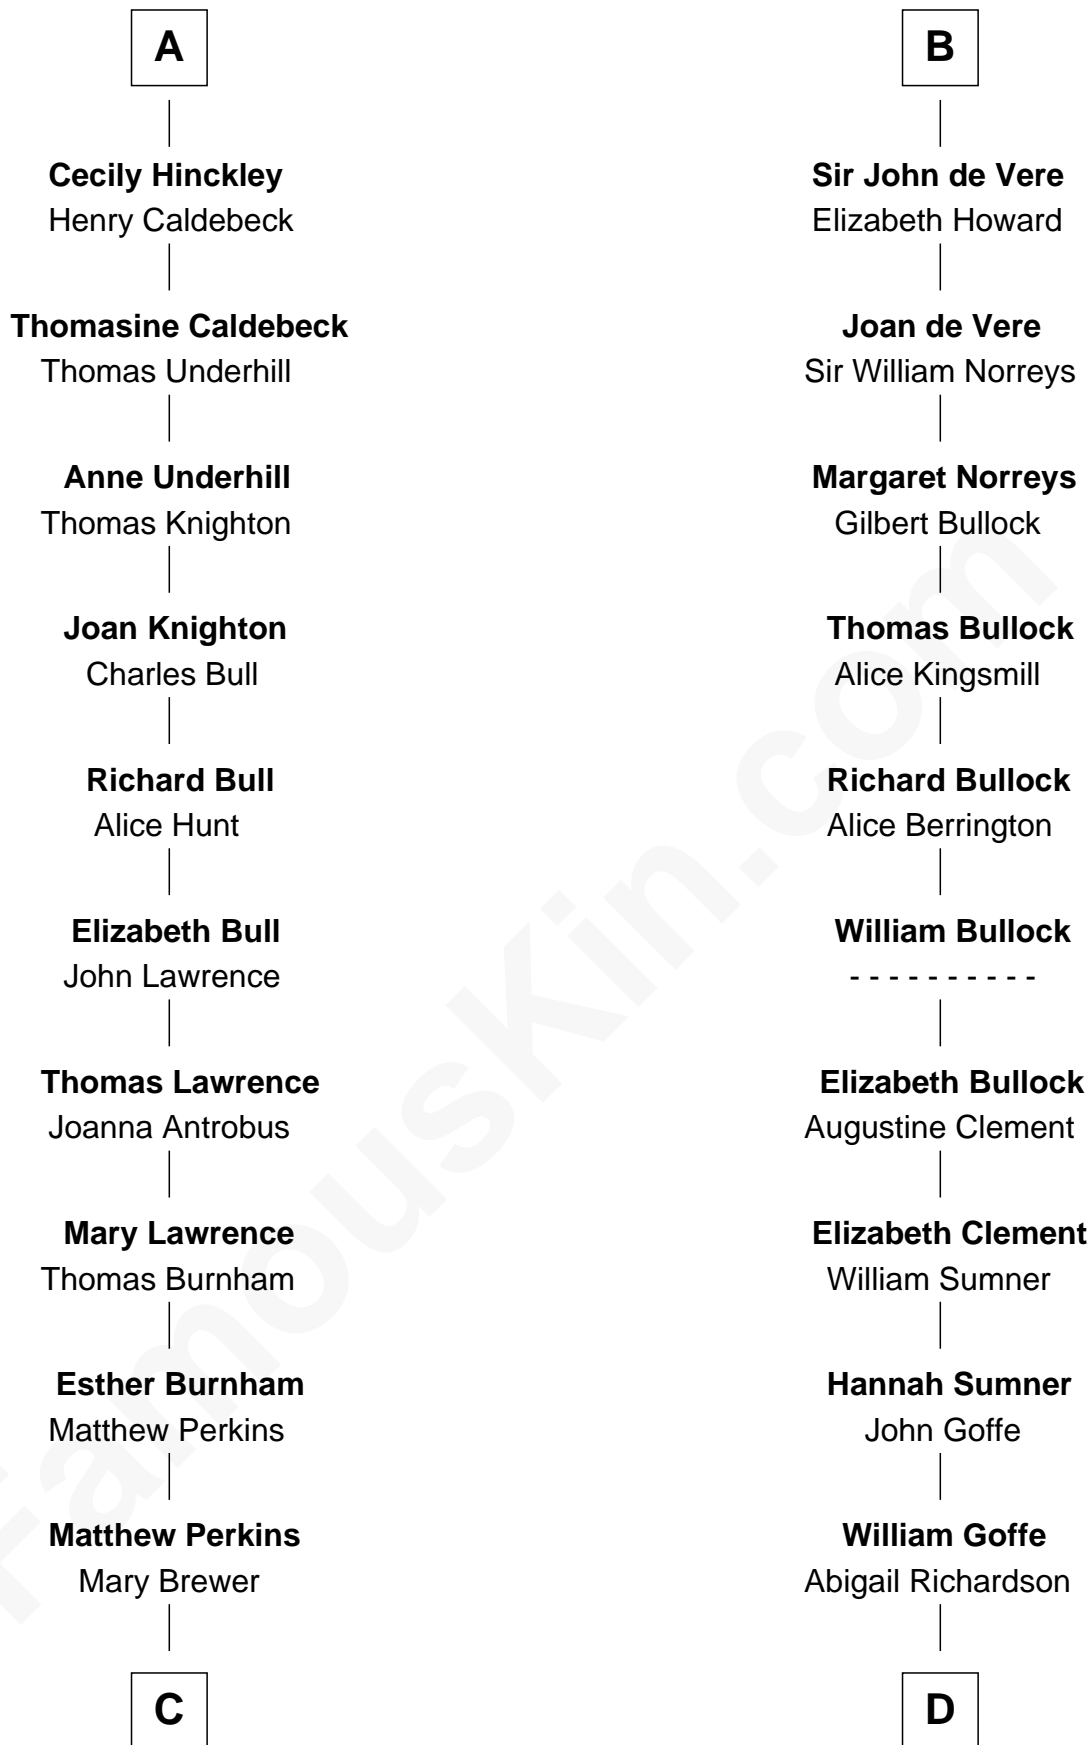 A
Cecily Hinckley
Henry Caldebeck
Thomasine Caldebeck
Thomas Underhill
Anne Underhill
Thomas Knighton
Joan Knighton
Charles Bull
Richard Bull
Alice Hunt
Elizabeth Bull
John Lawrence
Thomas Lawrence
Joanna Antrobus
Mary Lawrence
Thomas Burnham
Esther Burnham
Matthew Perkins
Matthew Perkins
Mary Brewer
C
B
Sir John de Vere
Elizabeth Howard
Joan de Vere
Sir William Norreys
Margaret Norreys
Gilbert Bullock
Thomas Bullock
Alice Kingsmill
Richard Bullock
Alice Berrington
William Bullock
- - - - - - - - - -
Elizabeth Bullock
Augustine Clement
Elizabeth Clement
William Sumner
Hannah Sumner
John Goffe
William Goffe
Abigail Richardson
D
FamousKin.com